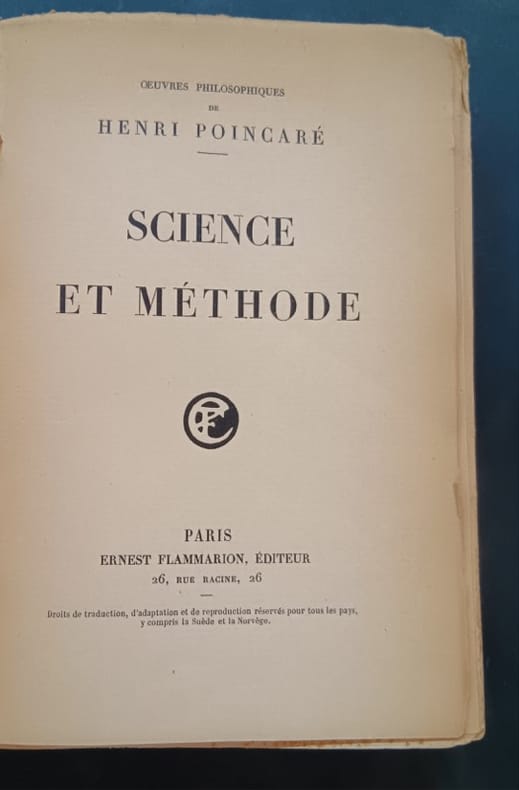 ŒUVRES PHILOSOPHIQUES
DE
HENRI POINCARÉ
SCIENCE
ET MÉTHODE
PARIS
ERNEST FLAMMARION, ÉDITEUR
26, RUE RACINE, 26
Droits de traduction, d'adaptation et de reproduction réservés pour tous les pays,
y compris la Suède et la Norvège.